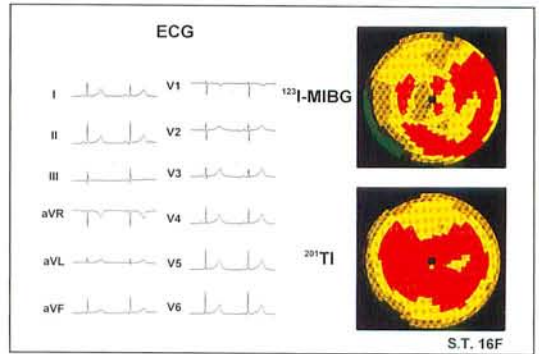 ECG
I
II
III
aVR
aVL
aVF
V1
V2
V3
V4
V5
V6
¹²³I-MIBG
²⁰¹Tl
S.T. 16F